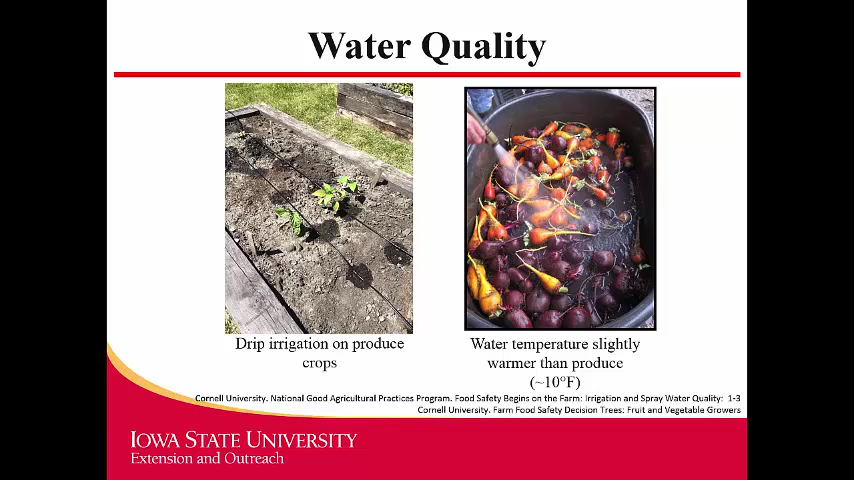 Water Quality
Drip irrigation on produce
crops
Water temperature slightly
warmer than produce
(~10°F)
Cornell University. National Good Agricultural Practices Program. Food Safety Begins on the Farm: Irrigation and Spray Water Quality: 1-3
Cornell University. Farm Food Safety Decision Trees: Fruit and Vegetable Growers
IOWA STATE UNIVERSITY
Extension and Outreach